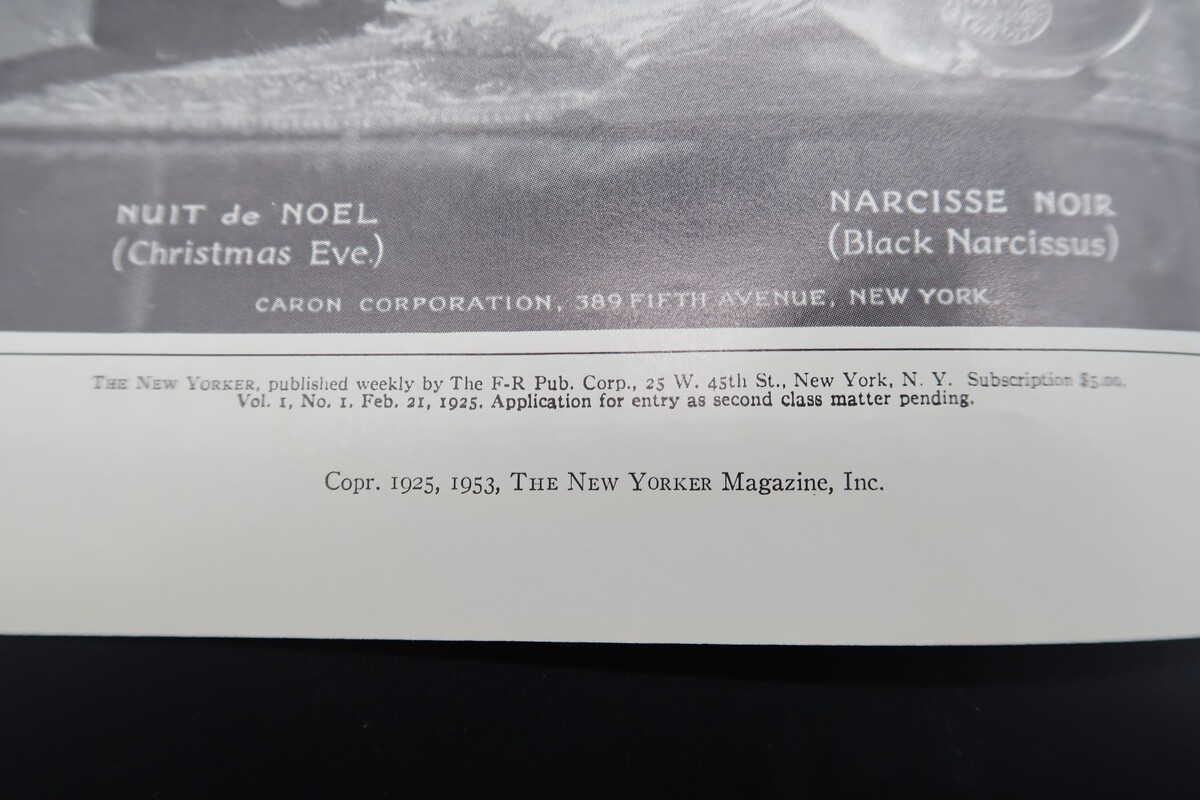 NUIT de NOEL
(Christmas Eve.)
NARCISSE NOIR
(Black Narcissus)
CARON CORPORATION, 389 FIFTH AVENUE, NEW YORK.
THE NEW YORKER, published weekly by The F-R Pub. Corp., 25 W. 45th St., New York, N. Y. Subscription $5.00,
Vol. 1, No. 1. Feb. 21, 1925. Application for entry as second class matter pending.
Copr. 1925, 1953, THE NEW YORKER Magazine, Inc.